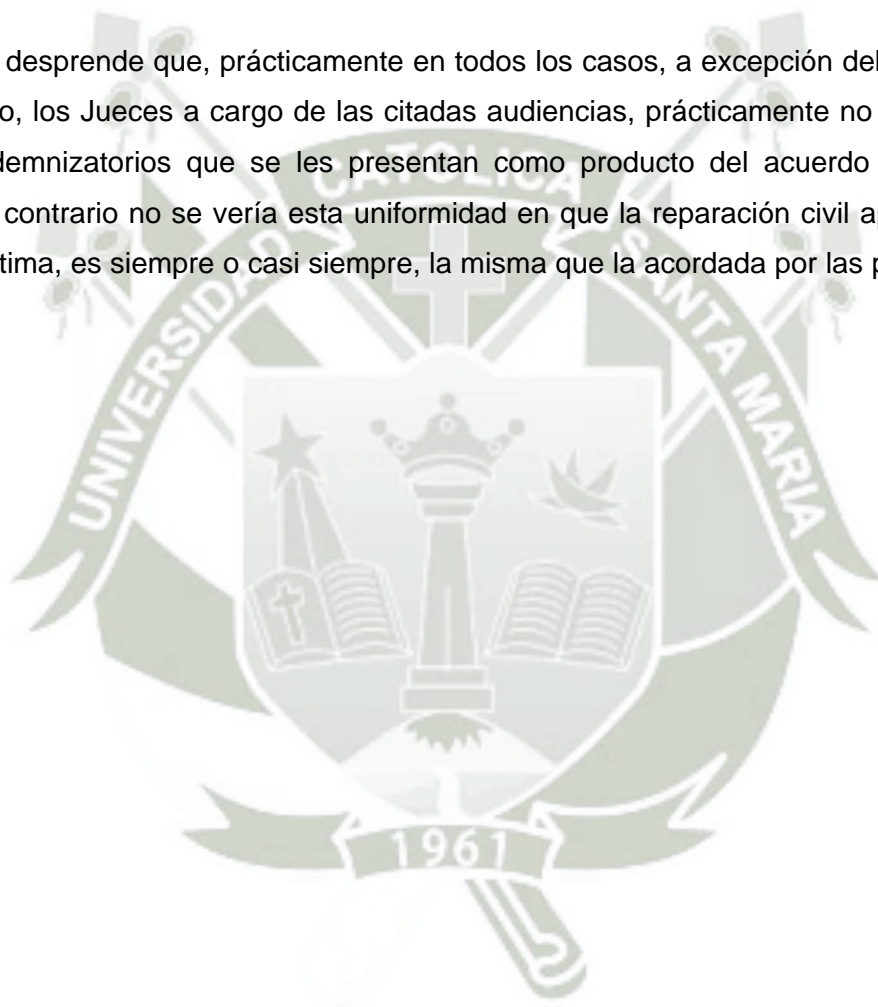 desprende que, prácticamente en todos los casos, a excepción del
o, los Jueces a cargo de las citadas audiencias, prácticamente no
demnizatorios que se les presentan como producto del acuerdo
contrario no se vería esta uniformidad en que la reparación civil a
tima, es siempre o casi siempre, la misma que la acordada por las p
UNIVERSIDAD CATOLICA SANTA MARIA
1961